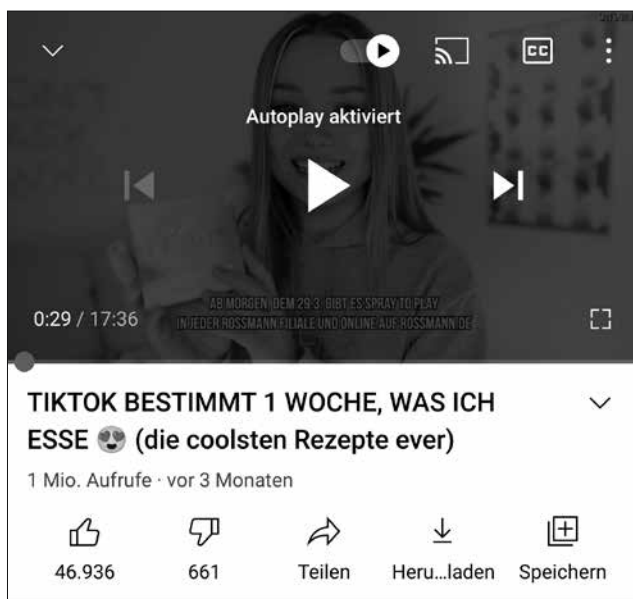 CC
Autoplay aktiviert
AB MORGEN, DEM 29.3. GIBT ES SPRAY TO PLAY
IN JEDER ROSSMANN FILIALE UND ONLINE AUF ROSSMANN.DE
0:29 / 17:36
TIKTOK BESTIMMT 1 WOCHE, WAS ICH
ESSE 😍 (die coolsten Rezepte ever)
1 Mio. Aufrufe · vor 3 Monaten
46.936 661 Teilen Heru...laden Speichern